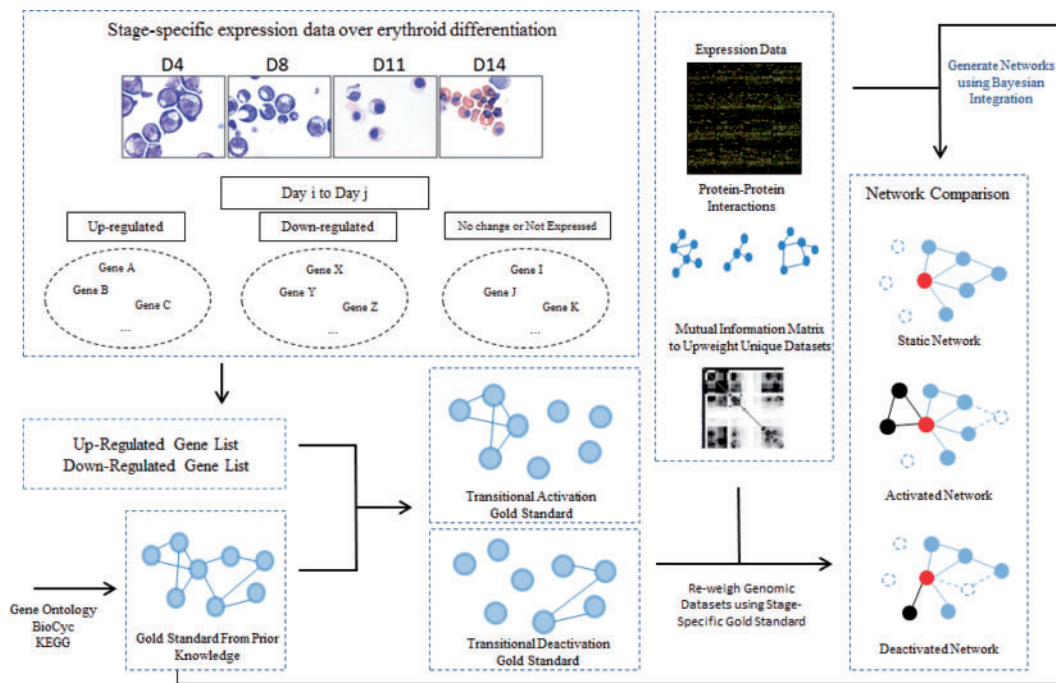 Stage-specific expression data over erythroid differentiation
D4 D8 D11 D14
Day i to Day j
Up-regulated
Down-regulated
No change or Not Expressed
Gene A
Gene B
Gene C
...
Gene X
Gene Y
Gene Z
...
Gene I
Gene J
Gene K
...
Up-Regulated Gene List
Down-Regulated Gene List
Gene Ontology
BioCyc
KEGG
Gold Standard From Prior
Knowledge
Transitional Activation
Gold Standard
Transitional Deactivation
Gold Standard
Expression Data
Protein-Protein
Interactions
Mutual Information Matrix
to Upweight Unique Datasets
Re-weigh Genomic
Datasets using Stage-
Specific Gold Standard
Generate Networks
using Bayesian
Integration
Network Comparison
Static Network
Activated Network
Deactivated Network